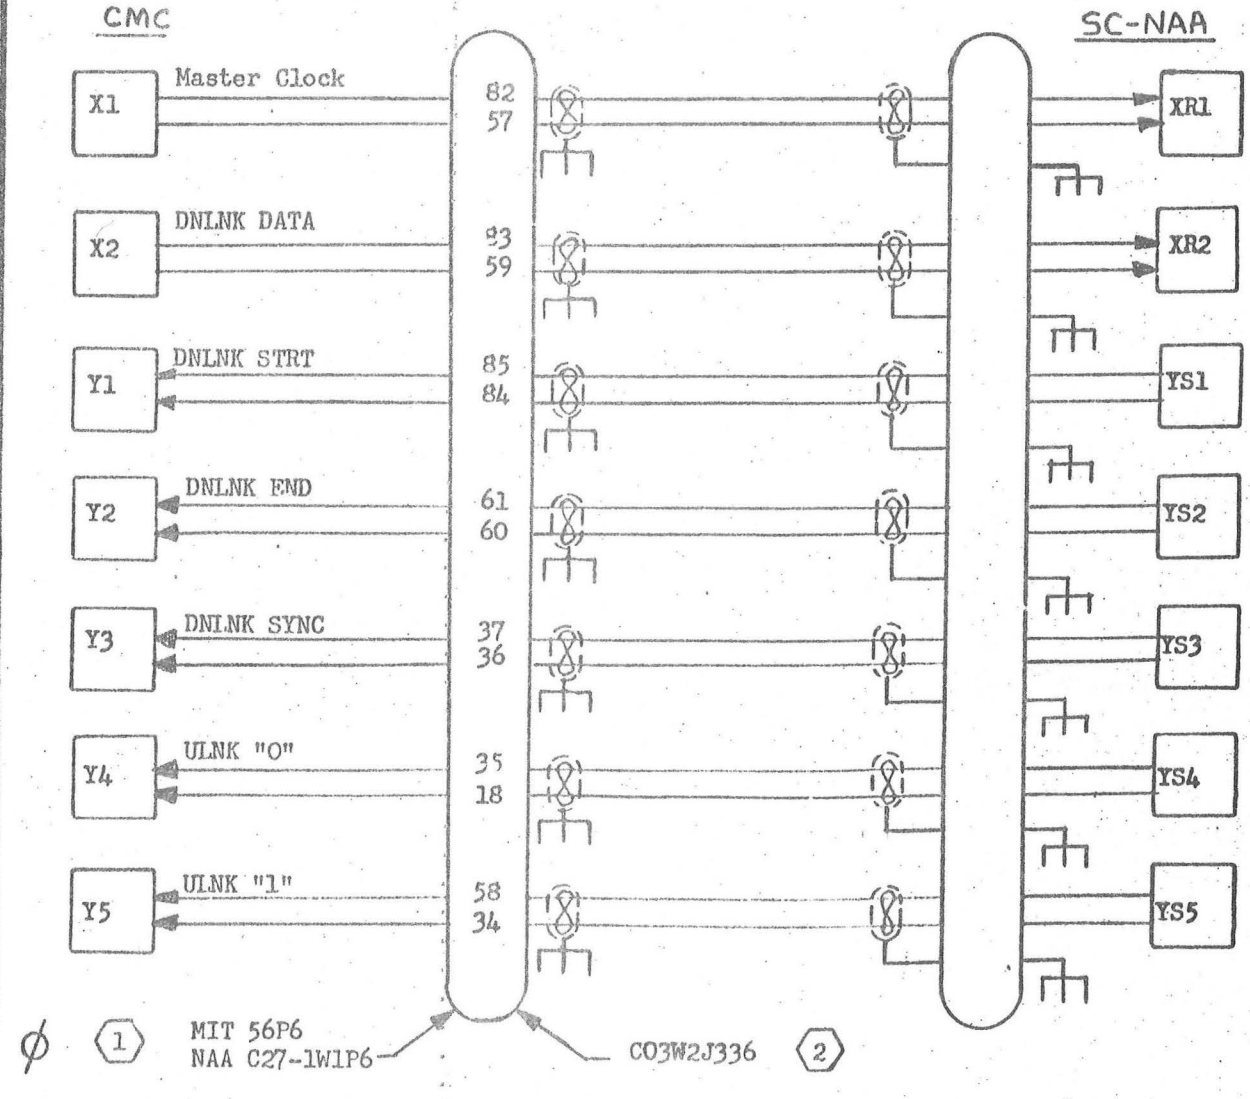 CMC
SC-NAA
X1
Master Clock
82
57
XR1
X2
DNLNK DATA
83
59
XR2
Y1
DNLNK STRT
85
84
YS1
Y2
DNLNK END
61
60
YS2
Y3
DNLNK SYNC
37
36
YS3
Y4
ULNK "0"
35
18
YS4
Y5
ULNK "1"
58
34
YS5
ϕ
1
MIT 56P6
NAA C27-1W1P6
C03W2J336
2